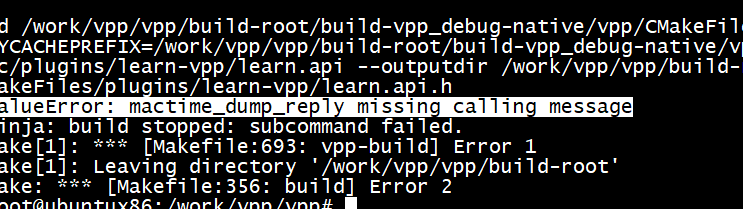 d /work/vpp/vpp/build-root/build-vpp_debug-native/vpp/CMakeFil
YCACHEPREFIX=/work/vpp/vpp/build-root/build-vpp_debug-native/v
c/plugins/learn-vpp/learn.api --outputdir /work/vpp/vpp/build-
akeFiles/plugins/learn-vpp/learn.api.h
alueError: mactime_dump_reply missing calling message
inja: build stopped: subcommand failed.
ake[1]: *** [Makefile:693: vpp-build] Error 1
ake[1]: Leaving directory '/work/vpp/vpp/build-root'
ake: *** [Makefile:356: build] Error 2
root@ubuntux86:/work/vpp/vpp#